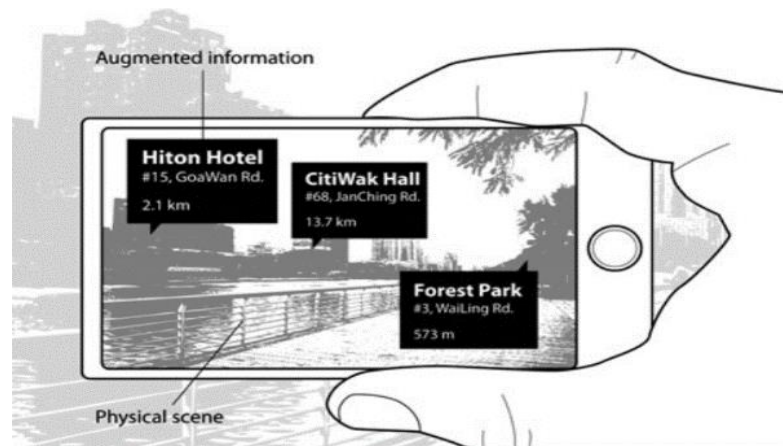 Augmented information
Hiton Hotel
#15, GoaWan Rd.
2.1 km
CitiWak Hall
#68, JanChing Rd.
13.7 km
Forest Park
#3, WaiLing Rd.
573 m
Physical scene